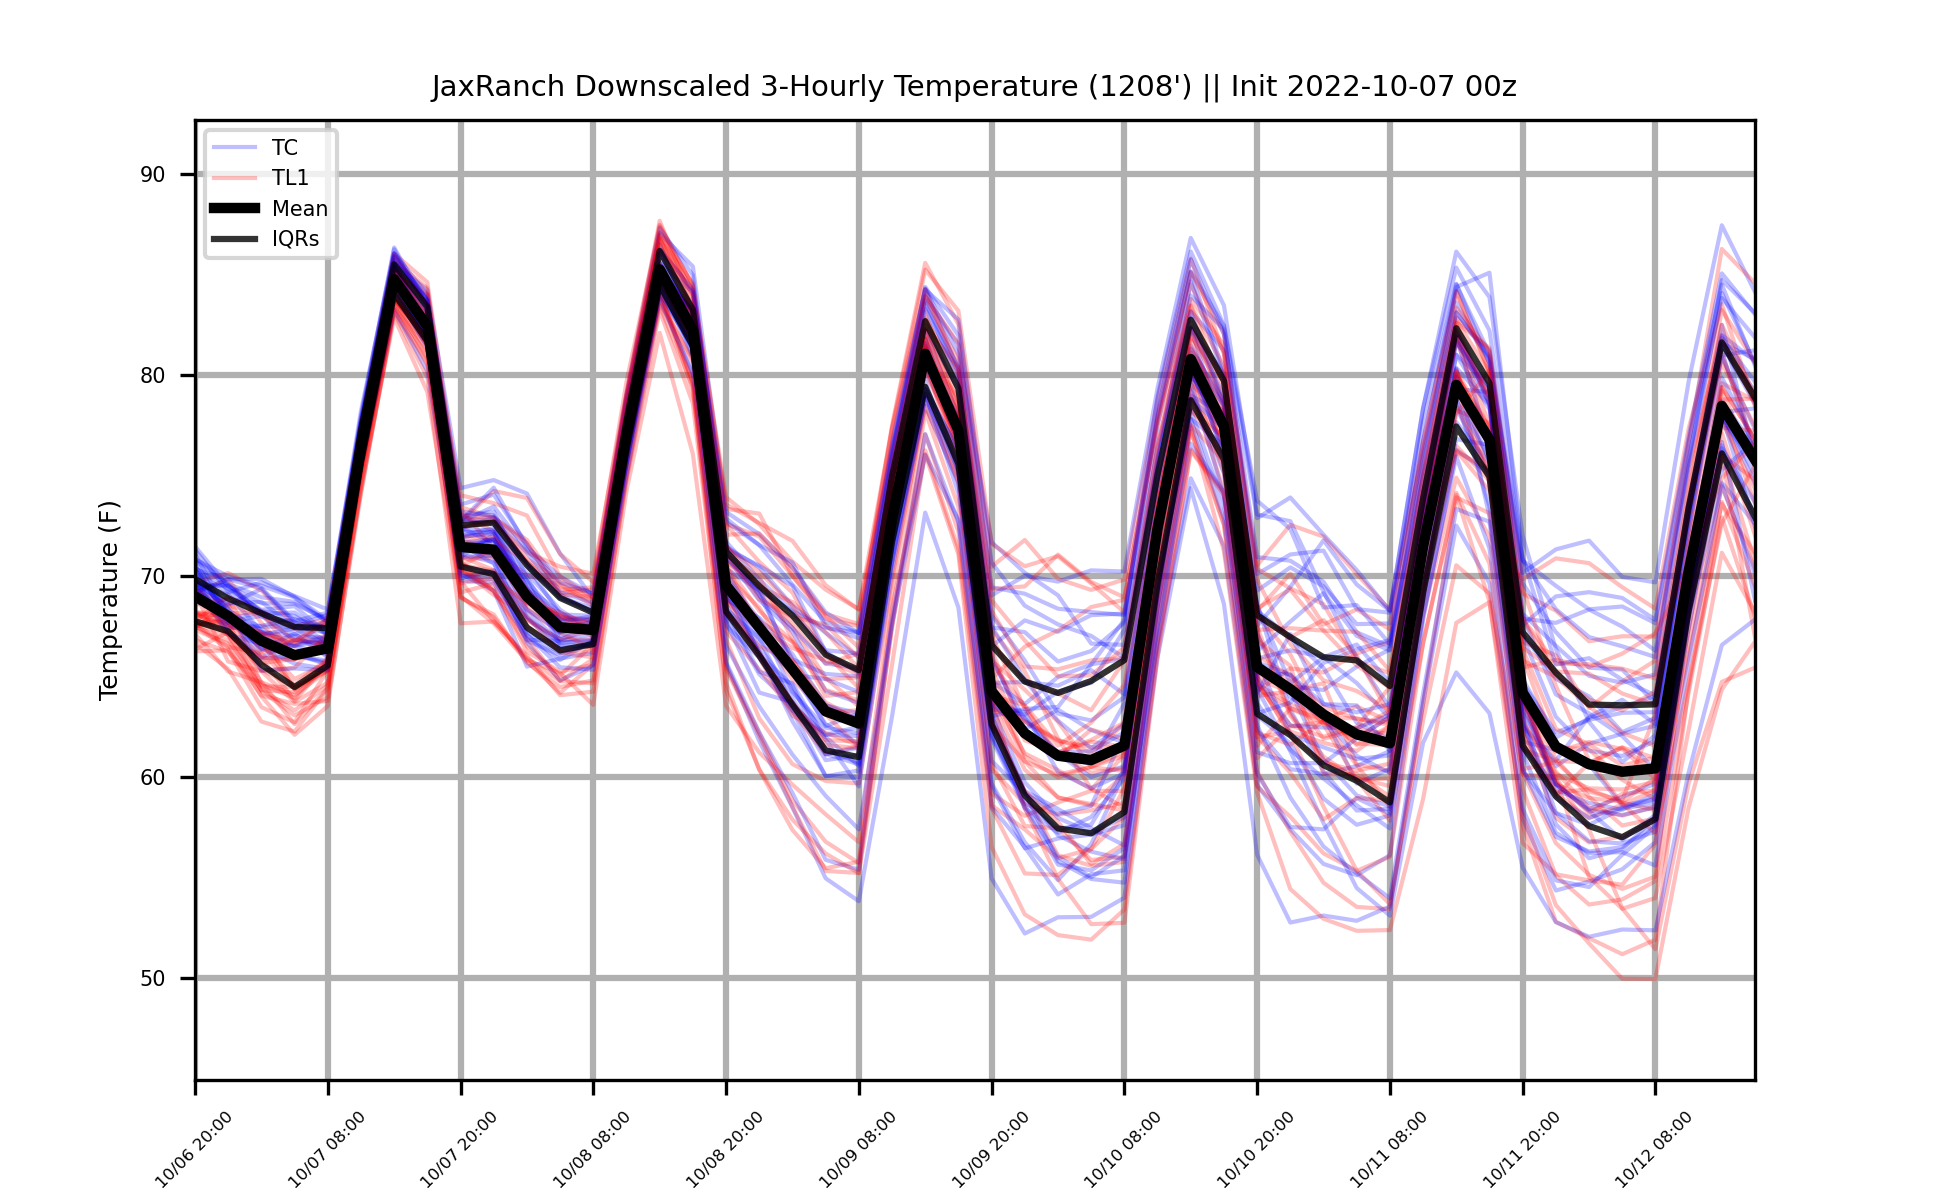 JaxRanch Downscaled 3-Hourly Temperature (1208') || Init 2022-10-07 00z
TC
TL1
Mean
IQRs
Temperature (F)
90
80
70
60
50
10/06 20:00
10/07 08:00
10/07 20:00
10/08 08:00
10/08 20:00
10/09 08:00
10/09 20:00
10/10 08:00
10/10 20:00
10/11 08:00
10/11 20:00
10/12 08:00